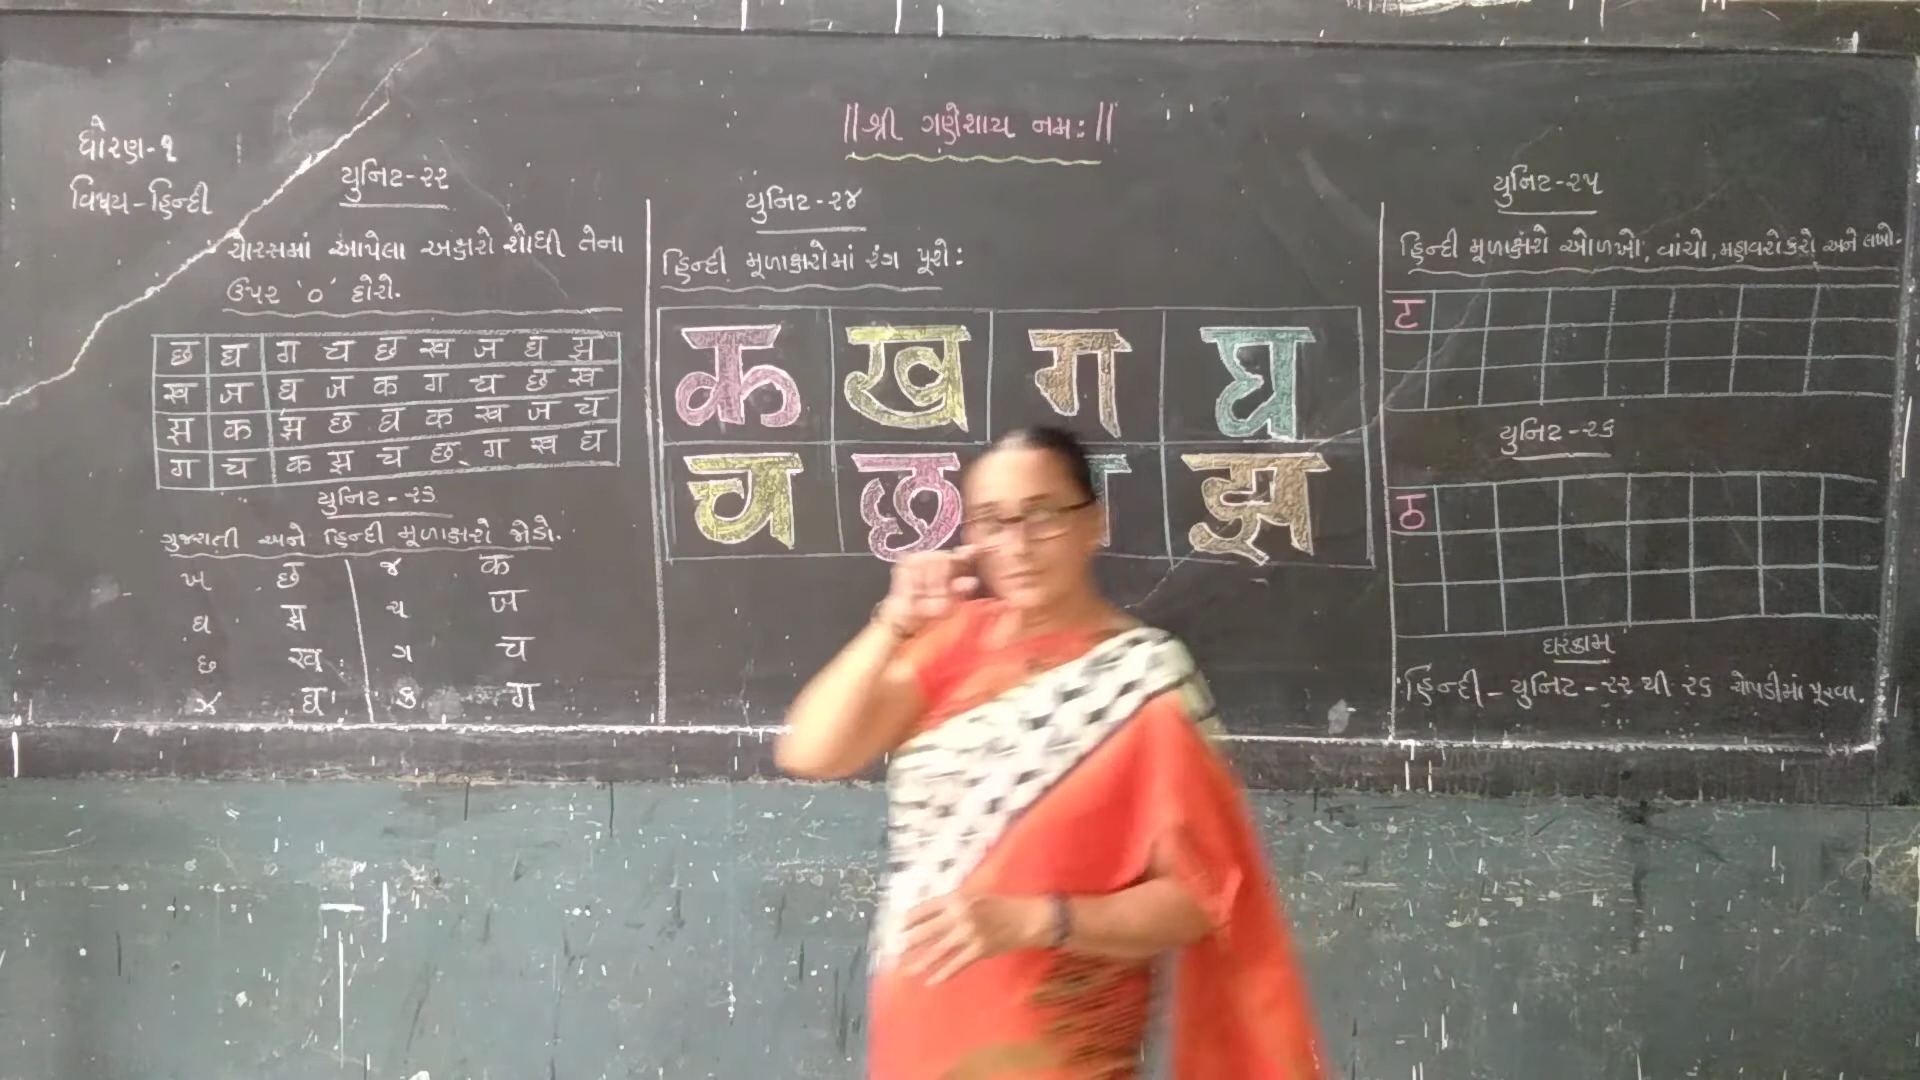 ||શ્રી ગણેશાય નમઃ||
ધોરણ-૧
વિષય-હિન્દી
યુનિટ-૨૨
ચોરસમાં આપેલા અક્ષરો શોધી તેના
ઉપર '૦' દોરો.
छ घ ग च छ ख ज घ झ
ख ज घ ज क ग च छ ख
झ क झ छ घ क ख ज च
ग च क झ च छ ग ख घ
યુનિટ-૨૩
ગુજરાતી અને હિન્દી મૂળાક્ષરો જોડો.
ખ छ જ क
ઘ झ ચ ज
છ ख ગ च
ઝ घ ક ग
યુનિટ-૨૪
હિન્દી મૂળાક્ષરોમાં રંગ પૂરો:
क ख ग घ
च छ झ
યુનિટ-૨૫
હિન્દી મૂળાક્ષરો ઓળખો, વાંચો, મહાવરો કરો અને લખો.
ट
યુનિટ-૨૬
ठ
ઘરકામ
હિન્દી - યુનિટ-૨૨ થી ૨૬ ચોપડીમાં પૂરવા.